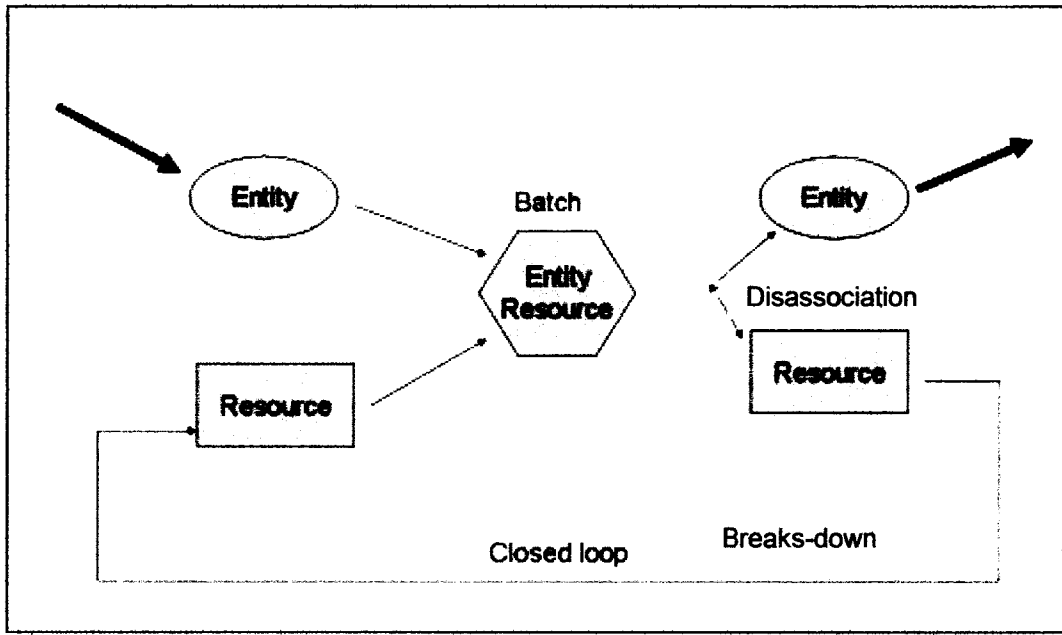 Entity
Batch
Entity
Entity
Resource
Disassociation
Resource
Resource
Closed loop
Breaks-down